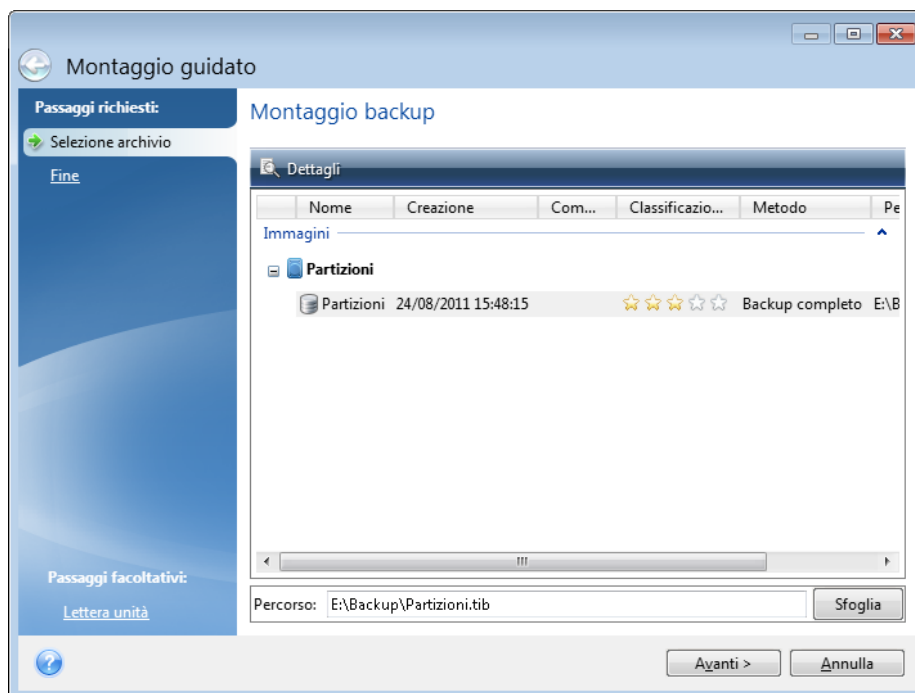 Montaggio guidato
Passaggi richiesti:
Selezione archivio
Fine
Passaggi facoltativi:
Lettera unità
Montaggio backup
Dettagli
Nome Creazione Com... Classificazio... Metodo Pe
Immagini
Partizioni
Partizioni 24/08/2011 15:48:15 Backup completo E:\B
Percorso: E:\Backup\Partizioni.tib Sfoglia
Avanti > Annulla